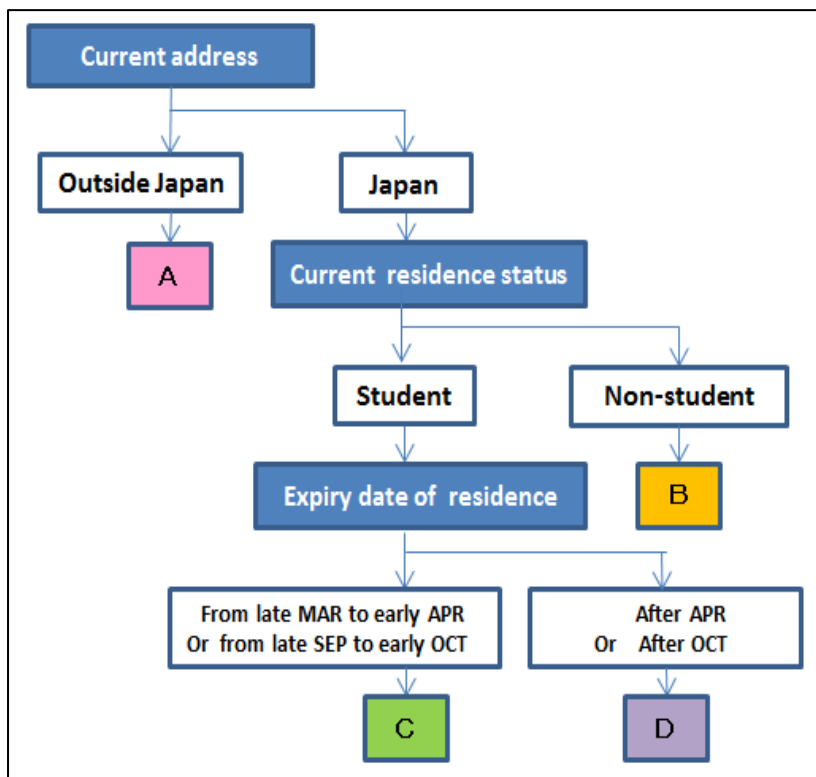 Current address
Outside Japan
Japan
A
Current residence status
Student
Non-student
Expiry date of residence
B
From late MAR to early APR
Or from late SEP to early OCT
After APR
Or After OCT
C
D